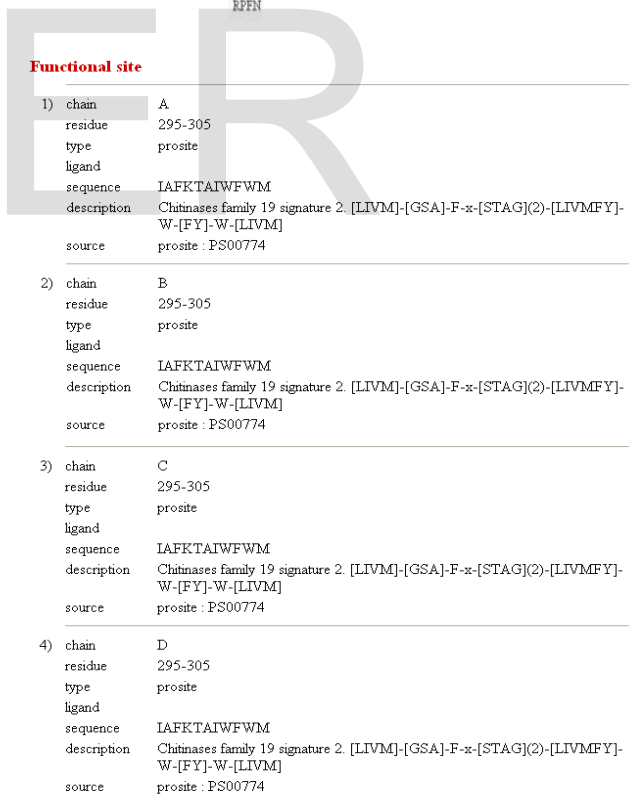 RPFN
ER
Functional site
1) chain A
residue 295-305
type prosite
ligand
sequence IAFKTAIWFWM
description Chitinases family 19 signature 2. [LIVM]-[GSA]-F-x-[STAG](2)-[LIVMFY]-
W-[FY]-W-[LIVM]
source prosite : PS00774
2) chain B
residue 295-305
type prosite
ligand
sequence IAFKTAIWFWM
description Chitinases family 19 signature 2. [LIVM]-[GSA]-F-x-[STAG](2)-[LIVMFY]-
W-[FY]-W-[LIVM]
source prosite : PS00774
3) chain C
residue 295-305
type prosite
ligand
sequence IAFKTAIWFWM
description Chitinases family 19 signature 2. [LIVM]-[GSA]-F-x-[STAG](2)-[LIVMFY]-
W-[FY]-W-[LIVM]
source prosite : PS00774
4) chain D
residue 295-305
type prosite
ligand
sequence IAFKTAIWFWM
description Chitinases family 19 signature 2. [LIVM]-[GSA]-F-x-[STAG](2)-[LIVMFY]-
W-[FY]-W-[LIVM]
source prosite : PS00774